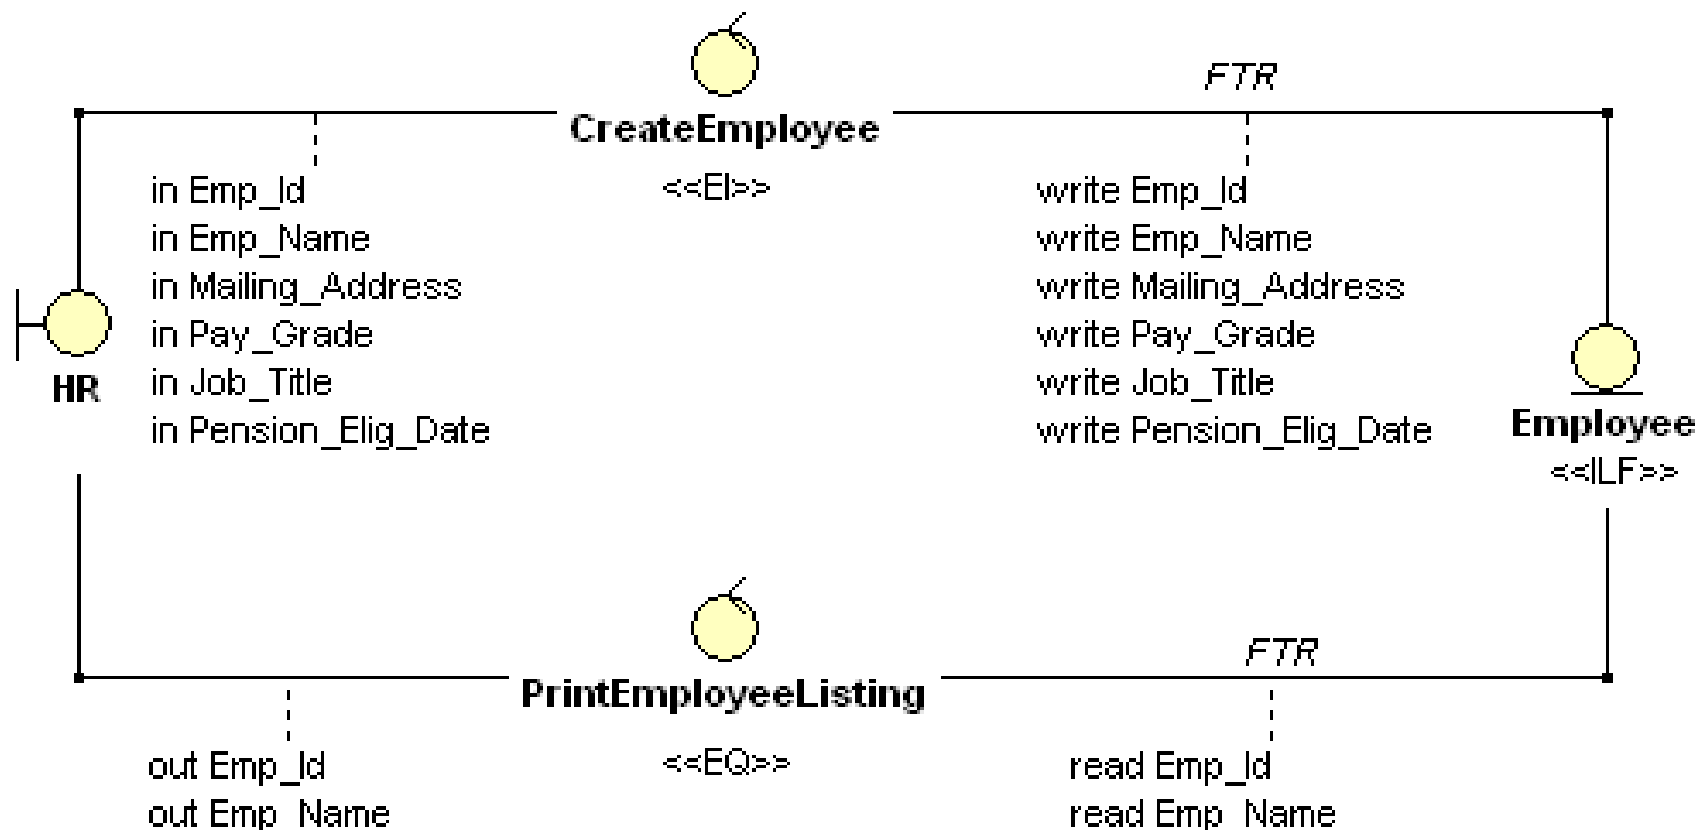 FTR
CreateEmployee
<<EI>>
in Emp_Id
in Emp_Name
in Mailing_Address
in Pay_Grade
in Job_Title
in Pension_Elig_Date
write Emp_Id
write Emp_Name
write Mailing_Address
write Pay_Grade
write Job_Title
write Pension_Elig_Date
HR
Employee
<<ILF>>
FTR
PrintEmployeeListing
<<EQ>>
out Emp_Id
out Emp_Name
read Emp_Id
read Emp_Name